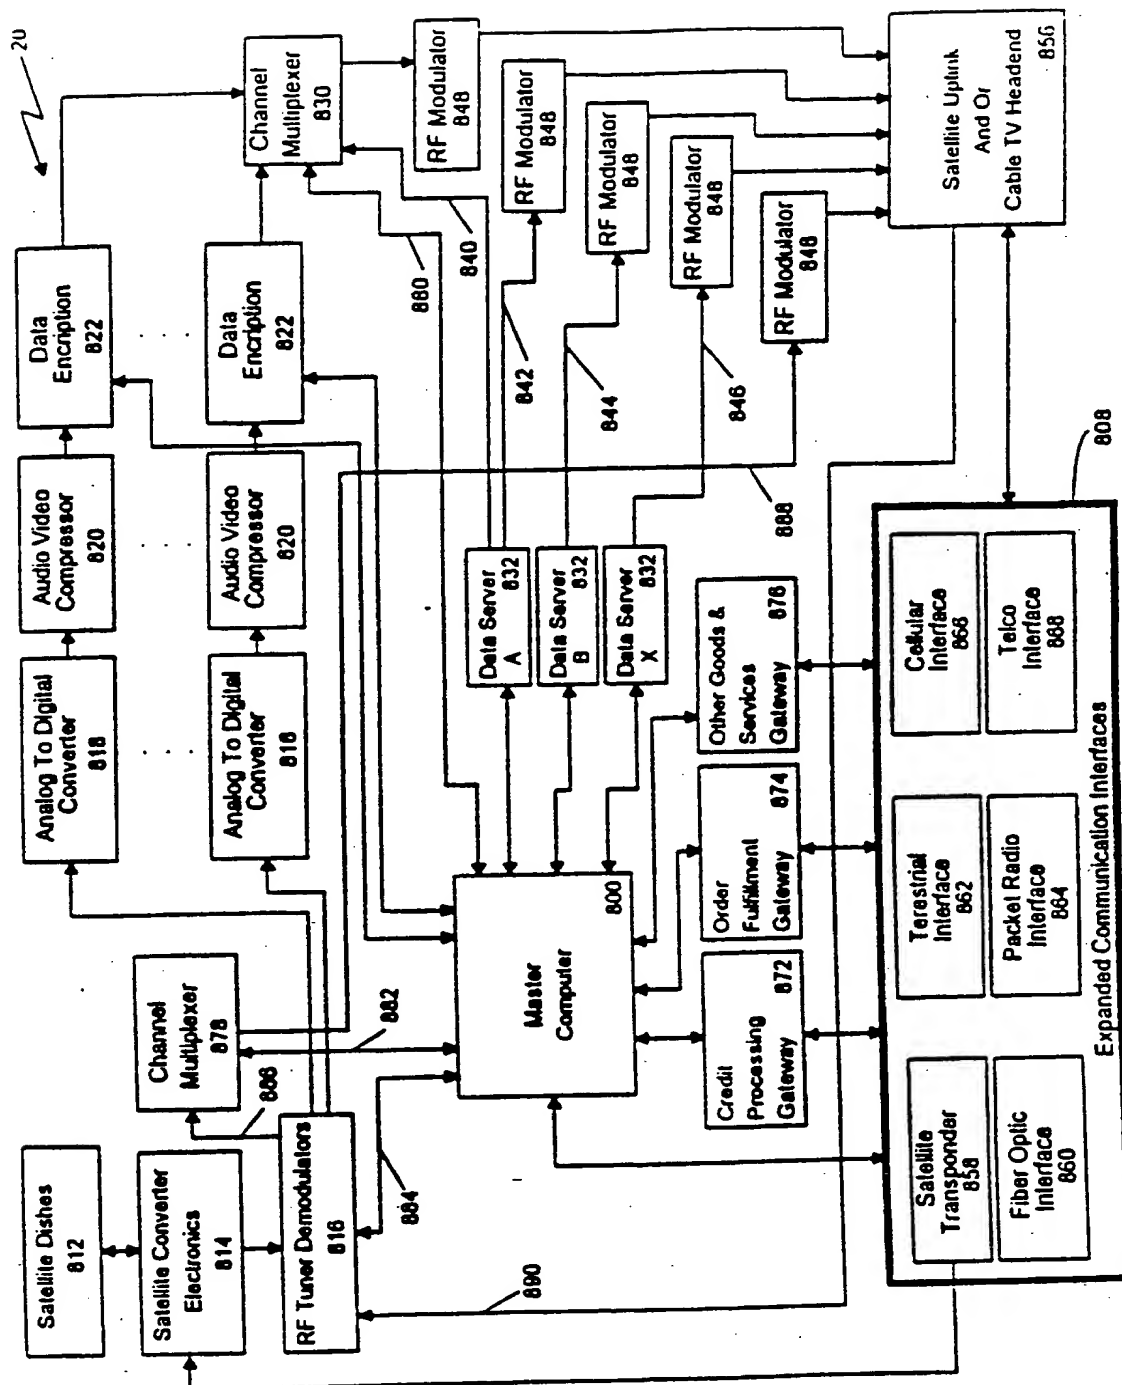 20
Satellite Dishes
812
Satellite Converter
Electronics
814
RF Tuner Demodulators
816
Channel
Multiplexer
878
886
882
884
890
Analog To Digital
Converter
818
Analog To Digital
Converter
818
Audio Video
Compressor
820
Audio Video
Compressor
820
Data
Encription
822
Data
Encription
822
Channel
Multiplexer
830
RF Modulator
848
RF Modulator
848
RF Modulator
848
RF Modulator
848
RF Modulator
848
880
840
842
844
846
888
Master
Computer
800
Data Server
A 832
Data Server
B 832
Data Server
X 832
Credit
Processing
Gateway 872
Order
Fulfillment
Gateway 874
Other Goods &
Services
Gateway 876
Satellite Uplink
And Or
Cable TV Headend
856
808
Satellite
Transponder
858
Fiber Optic
Interface
860
Terestrial
Interface
862
Packet Radio
Interface
864
Cellular
Interface
866
Telco
Interface
868
Expanded Communication Interfaces